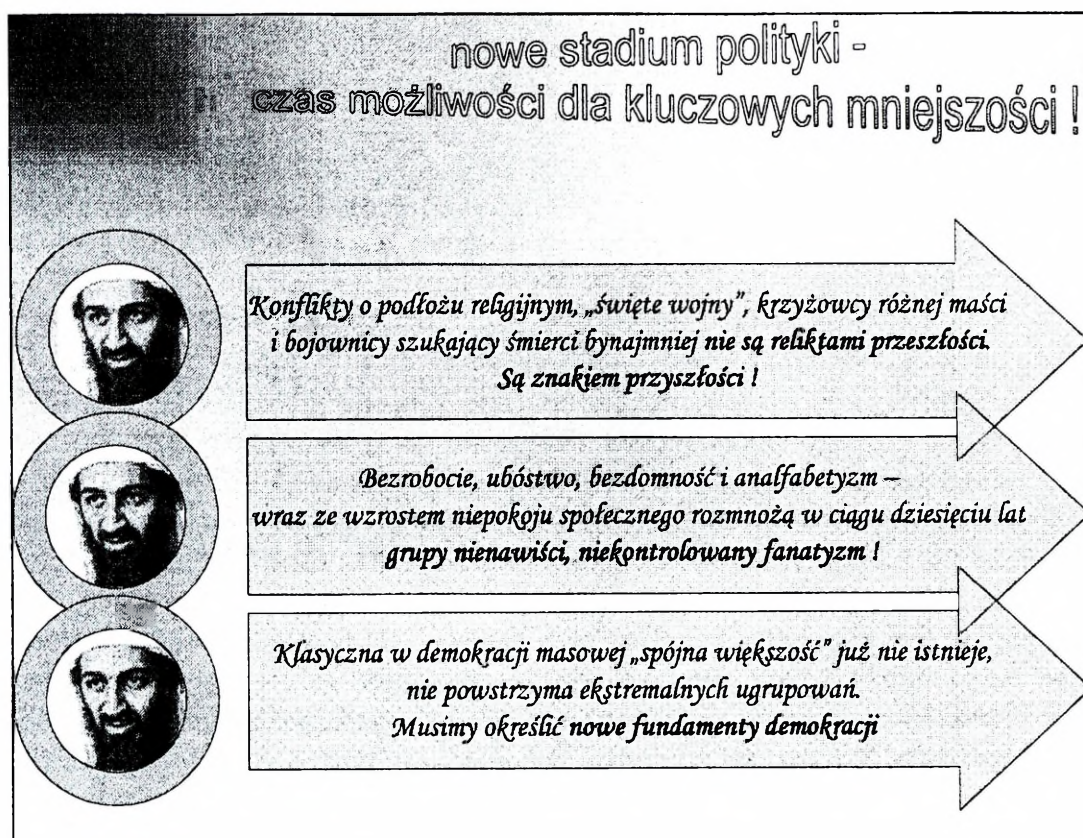 nowe stadium polityki -
czas możliwości dla kluczowych mniejszości !
Konflikty o podłożu religijnym, „święte wojny”, krzyżowcy różnej maści
i bojownicy szukający śmierci bynajmniej nie są reliktami przeszłości.
Są znakiem przyszłości !
Bezrobocie, ubóstwo, bezdomność i analfabetyzm –
wraz ze wzrostem niepokoju społecznego rozmnożą w ciągu dziesięciu lat
grupy nienawiści, niekontrolowany fanatyzm !
Klasyczna w demokracji masowej „spójna większość” już nie istnieje,
nie powstrzyma ekstremalnych ugrupowań.
Musimy określić nowe fundamenty demokracji